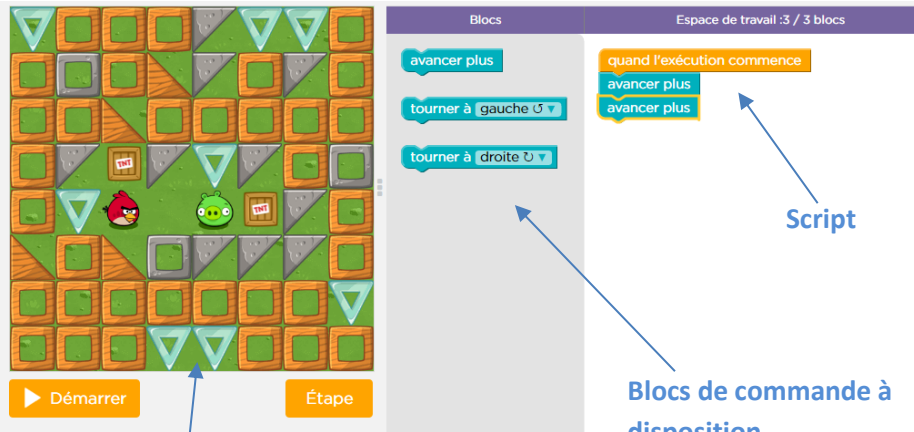 Blocs
Espace de travail :3 / 3 blocs
avancer plus
tourner à gauche ↺ ▼
tourner à droite ↻ ▼
quand l'exécution commence
avancer plus
avancer plus
TNT
TNT
Script
Démarrer
Étape
Blocs de commande à
disposition